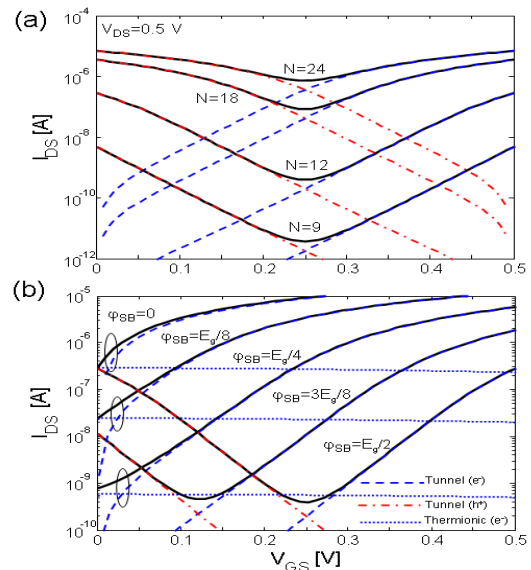 (a)
V_DS=0.5 V
10^-4
10^-6
10^-8
10^-10
10^-12
I_DS [A]
N=24
N=18
N=12
N=9
0
0.1
0.2
0.3
0.4
0.5
(b)
10^-5
10^-6
10^-7
10^-8
10^-9
10^-10
I_DS [A]
φ_SB=0
φ_SB=E_g/8
φ_SB=E_g/4
φ_SB=3E_g/8
φ_SB=E_g/2
Tunnel (e^-)
Tunnel (h^+)
Thermionic (e^-)
0
0.1
0.2
0.3
0.4
0.5
V_GS [V]